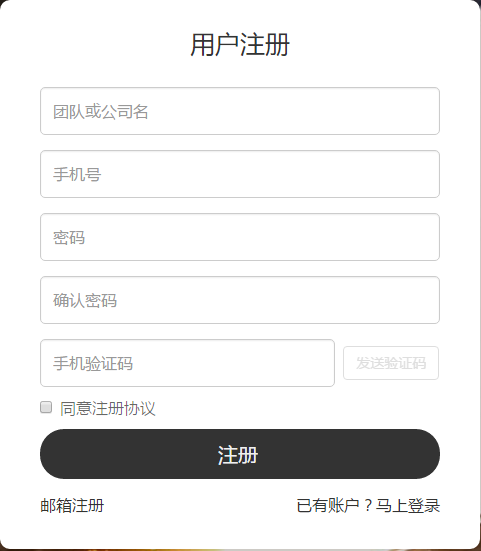 用户注册
团队或公司名
手机号
密码
确认密码
手机验证码 发送验证码
同意注册协议
注册
邮箱注册 已有账户？马上登录